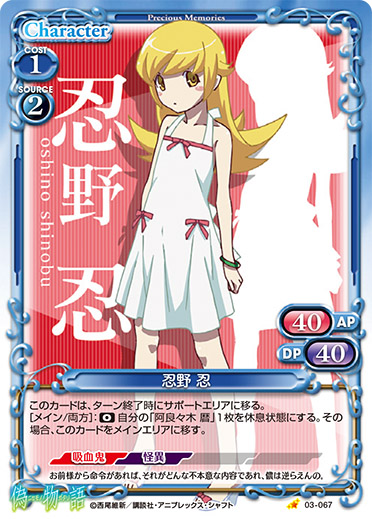 Precious Memories
Character
COST
1
SOURCE
2
忍野 忍
oshino shinobu
40 AP
DP 40
忍野 忍
このカードは、ターン終了時にサポートエリアに移る。
[メイン/両方]:自分の「阿良々木 暦」1枚を休息状態にする。その
場合、このカードをメインエリアに移す。
吸血鬼 怪異
お前様から命令があれば、それがどんな不本意な内容であれ、儂は逆らえんの。
偽物語
©西尾維新/講談社・アニプレックス・シャフト
03-067